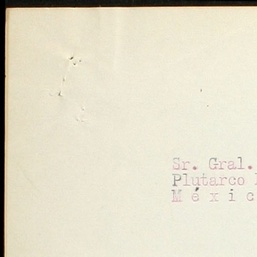 Sr. Gral.
Plutarco
M é x i c